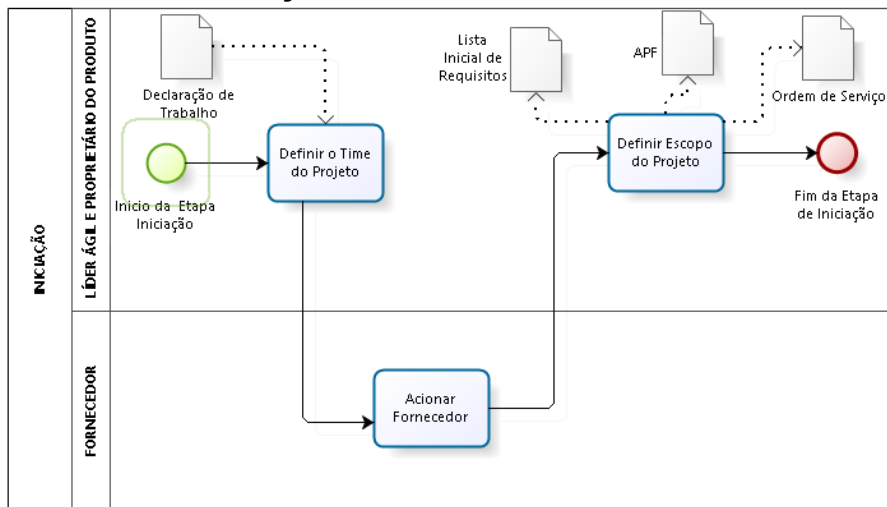 INICIAÇÃO
LÍDER ÁGIL E PROPRIETÁRIO DO PRODUTO
Declaração de
Trabalho
Lista
Inicial de
Requisitos
APF
Ordem de Serviço
Inicio da Etapa
Iniciação
Definir o Time
do Projeto
Definir Escopo
do Projeto
Fim da Etapa
de Iniciação
FORNECEDOR
Acionar
Fornecedor